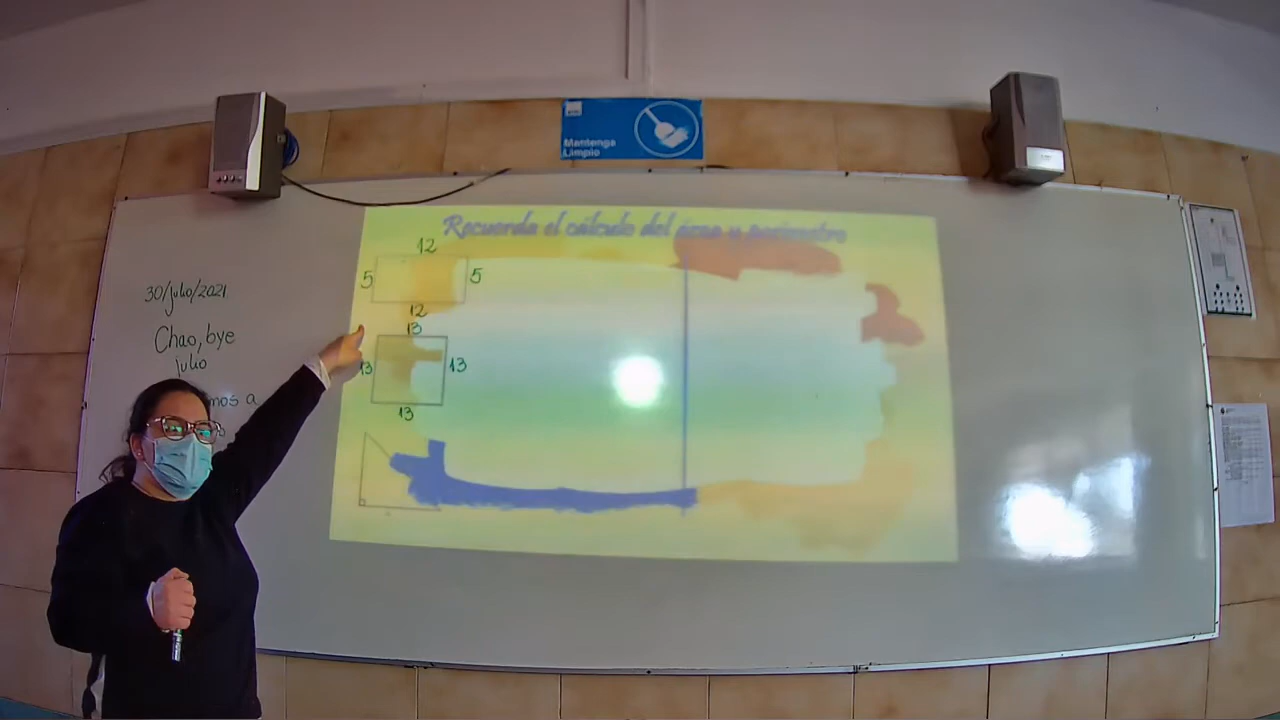 Mantenga
Limpio
Recuerda el cálculo del área y perímetro
12
5
5
12
13
13
13
13
30/julio/2021
Chao, bye
julio
mos a